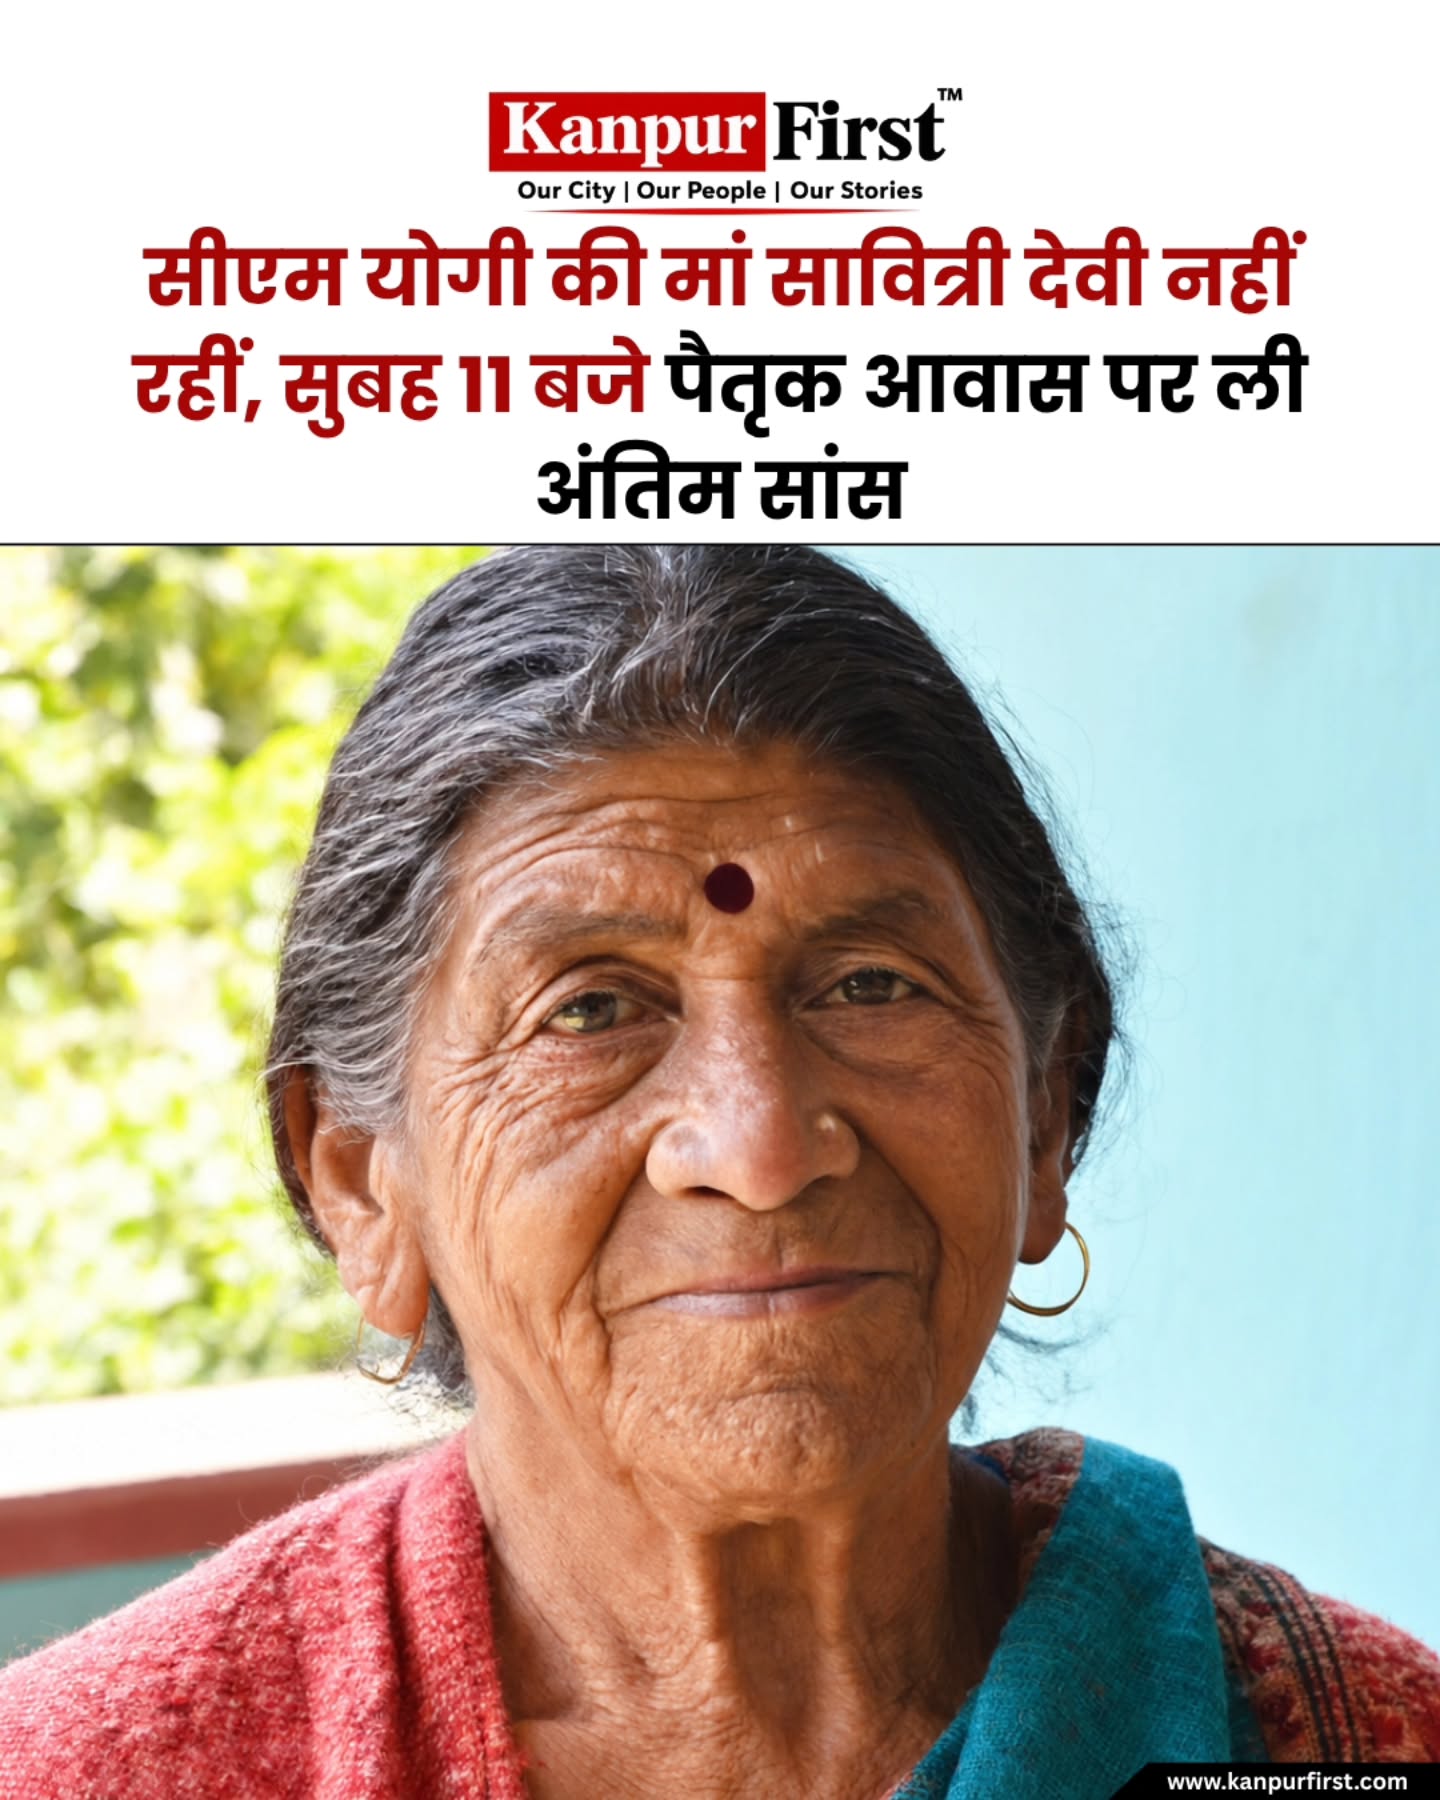 Kanpur First™
Our City | Our People | Our Stories
सीएम योगी की मां सावित्री देवी नहीं
रहीं, सुबह 11 बजे पैतृक आवास पर ली
अंतिम सांस
www.kanpurfirst.com